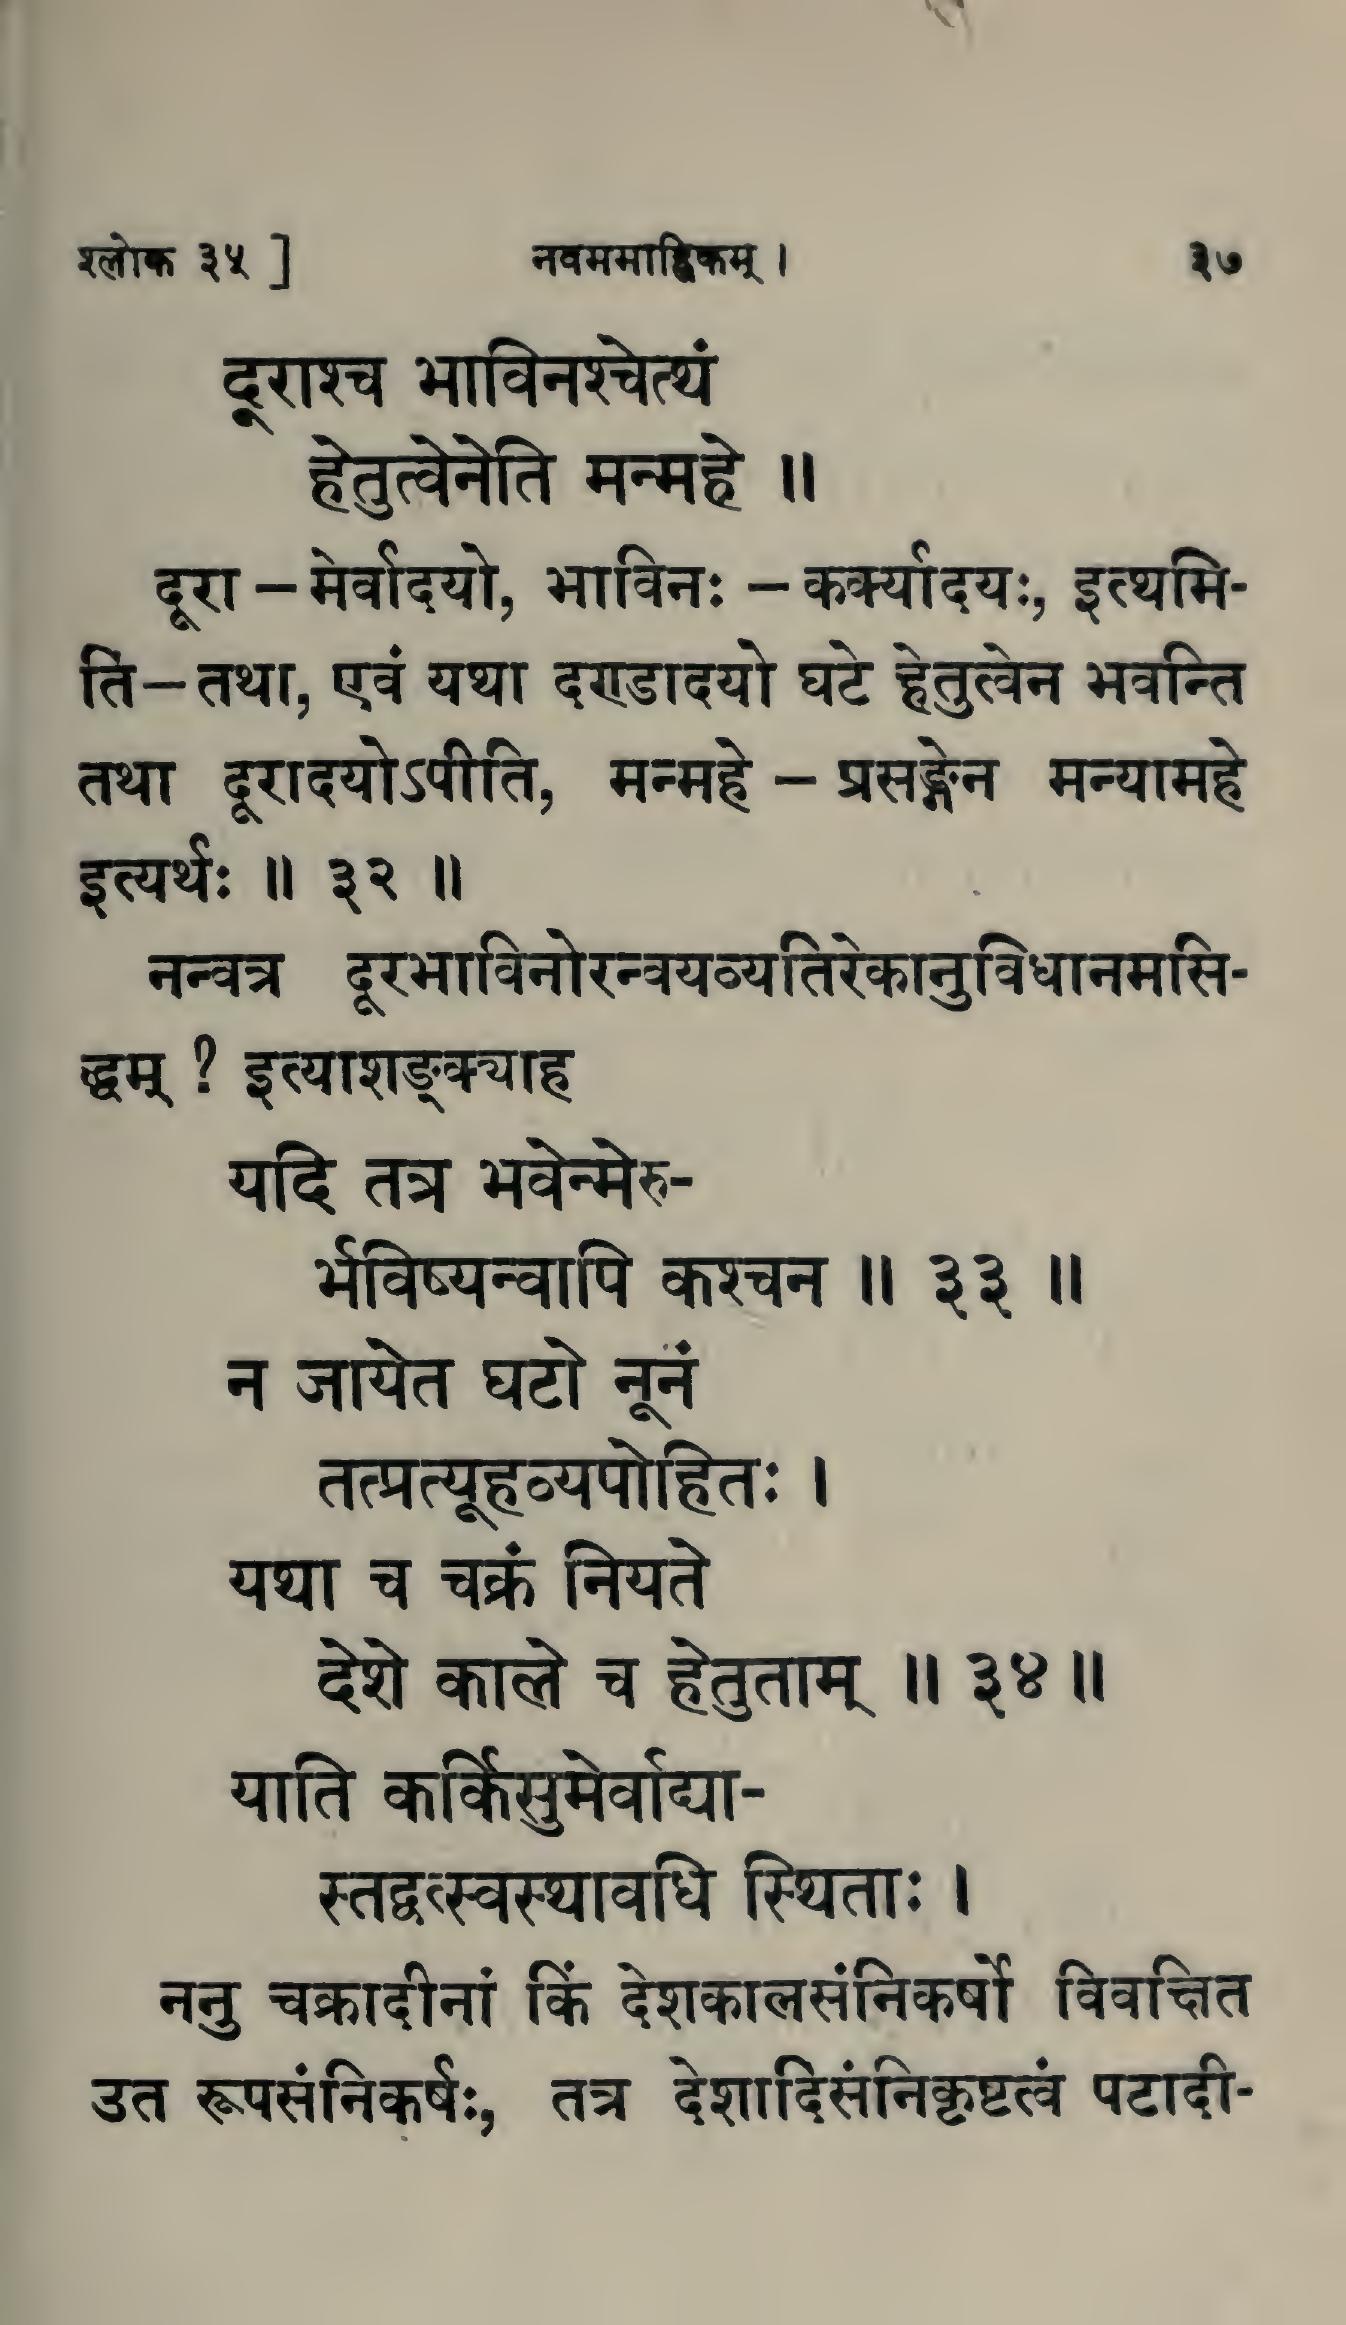 श्लोक ३५ ] नवममाह्निकम् । ३७
दूराश्च भाविनश्चेत्थं
हेतुत्वेनेति मन्महे ॥
दूरा – मेर्वादयो, भाविनः – कर्क्यादयः, इत्थमि-
ति – तथा, एवं यथा दण्डादयो घटे हेतुत्वेन भवन्ति
तथा दूरादयोऽपीति, मन्महे – प्रसङ्गेन मन्यामहे
इत्यर्थः ॥ ३२ ॥
नन्वत्र दूरभाविनोरन्वयव्यतिरेकानुविधानमसि-
द्धम् ? इत्याशङ्क्याह
यदि तत्र भवेन्मेरु-
र्भविष्यन्वापि कश्चन ॥ ३३ ॥
न जायेत घटो नूनं
तत्प्रत्यूहव्यपोहितः ।
यथा च चक्रं नियते
देशे काले च हेतुताम् ॥ ३४ ॥
याति कर्किसुमेर्वाद्या-
स्तद्वत्स्वस्थावधि स्थिताः ।
ननु चक्रादीनां किं देशकालसंनिकर्षो विवक्षित
उत रूपसंनिकर्षः, तत्र देशादिसंनिकृष्टत्वं पटादी-